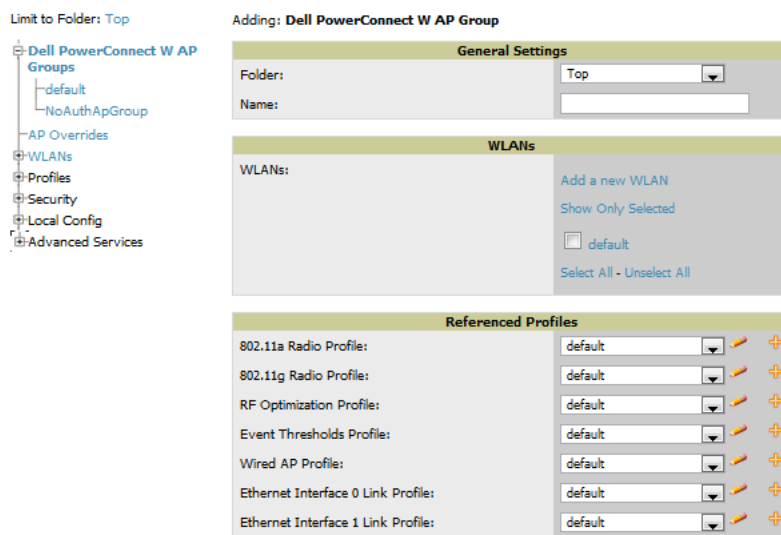 Limit to Folder: Top
Dell PowerConnect W AP
Groups
default
NoAuthApGroup
AP Overrides
WLANs
Profiles
Security
Local Config
Advanced Services
Adding: Dell PowerConnect W AP Group
General Settings
Folder: Top
Name:
WLANs
WLANs:
Add a new WLAN
Show Only Selected
default
Select All - Unselect All
Referenced Profiles
802.11a Radio Profile: default
802.11g Radio Profile: default
RF Optimization Profile: default
Event Thresholds Profile: default
Wired AP Profile: default
Ethernet Interface 0 Link Profile: default
Ethernet Interface 1 Link Profile: default